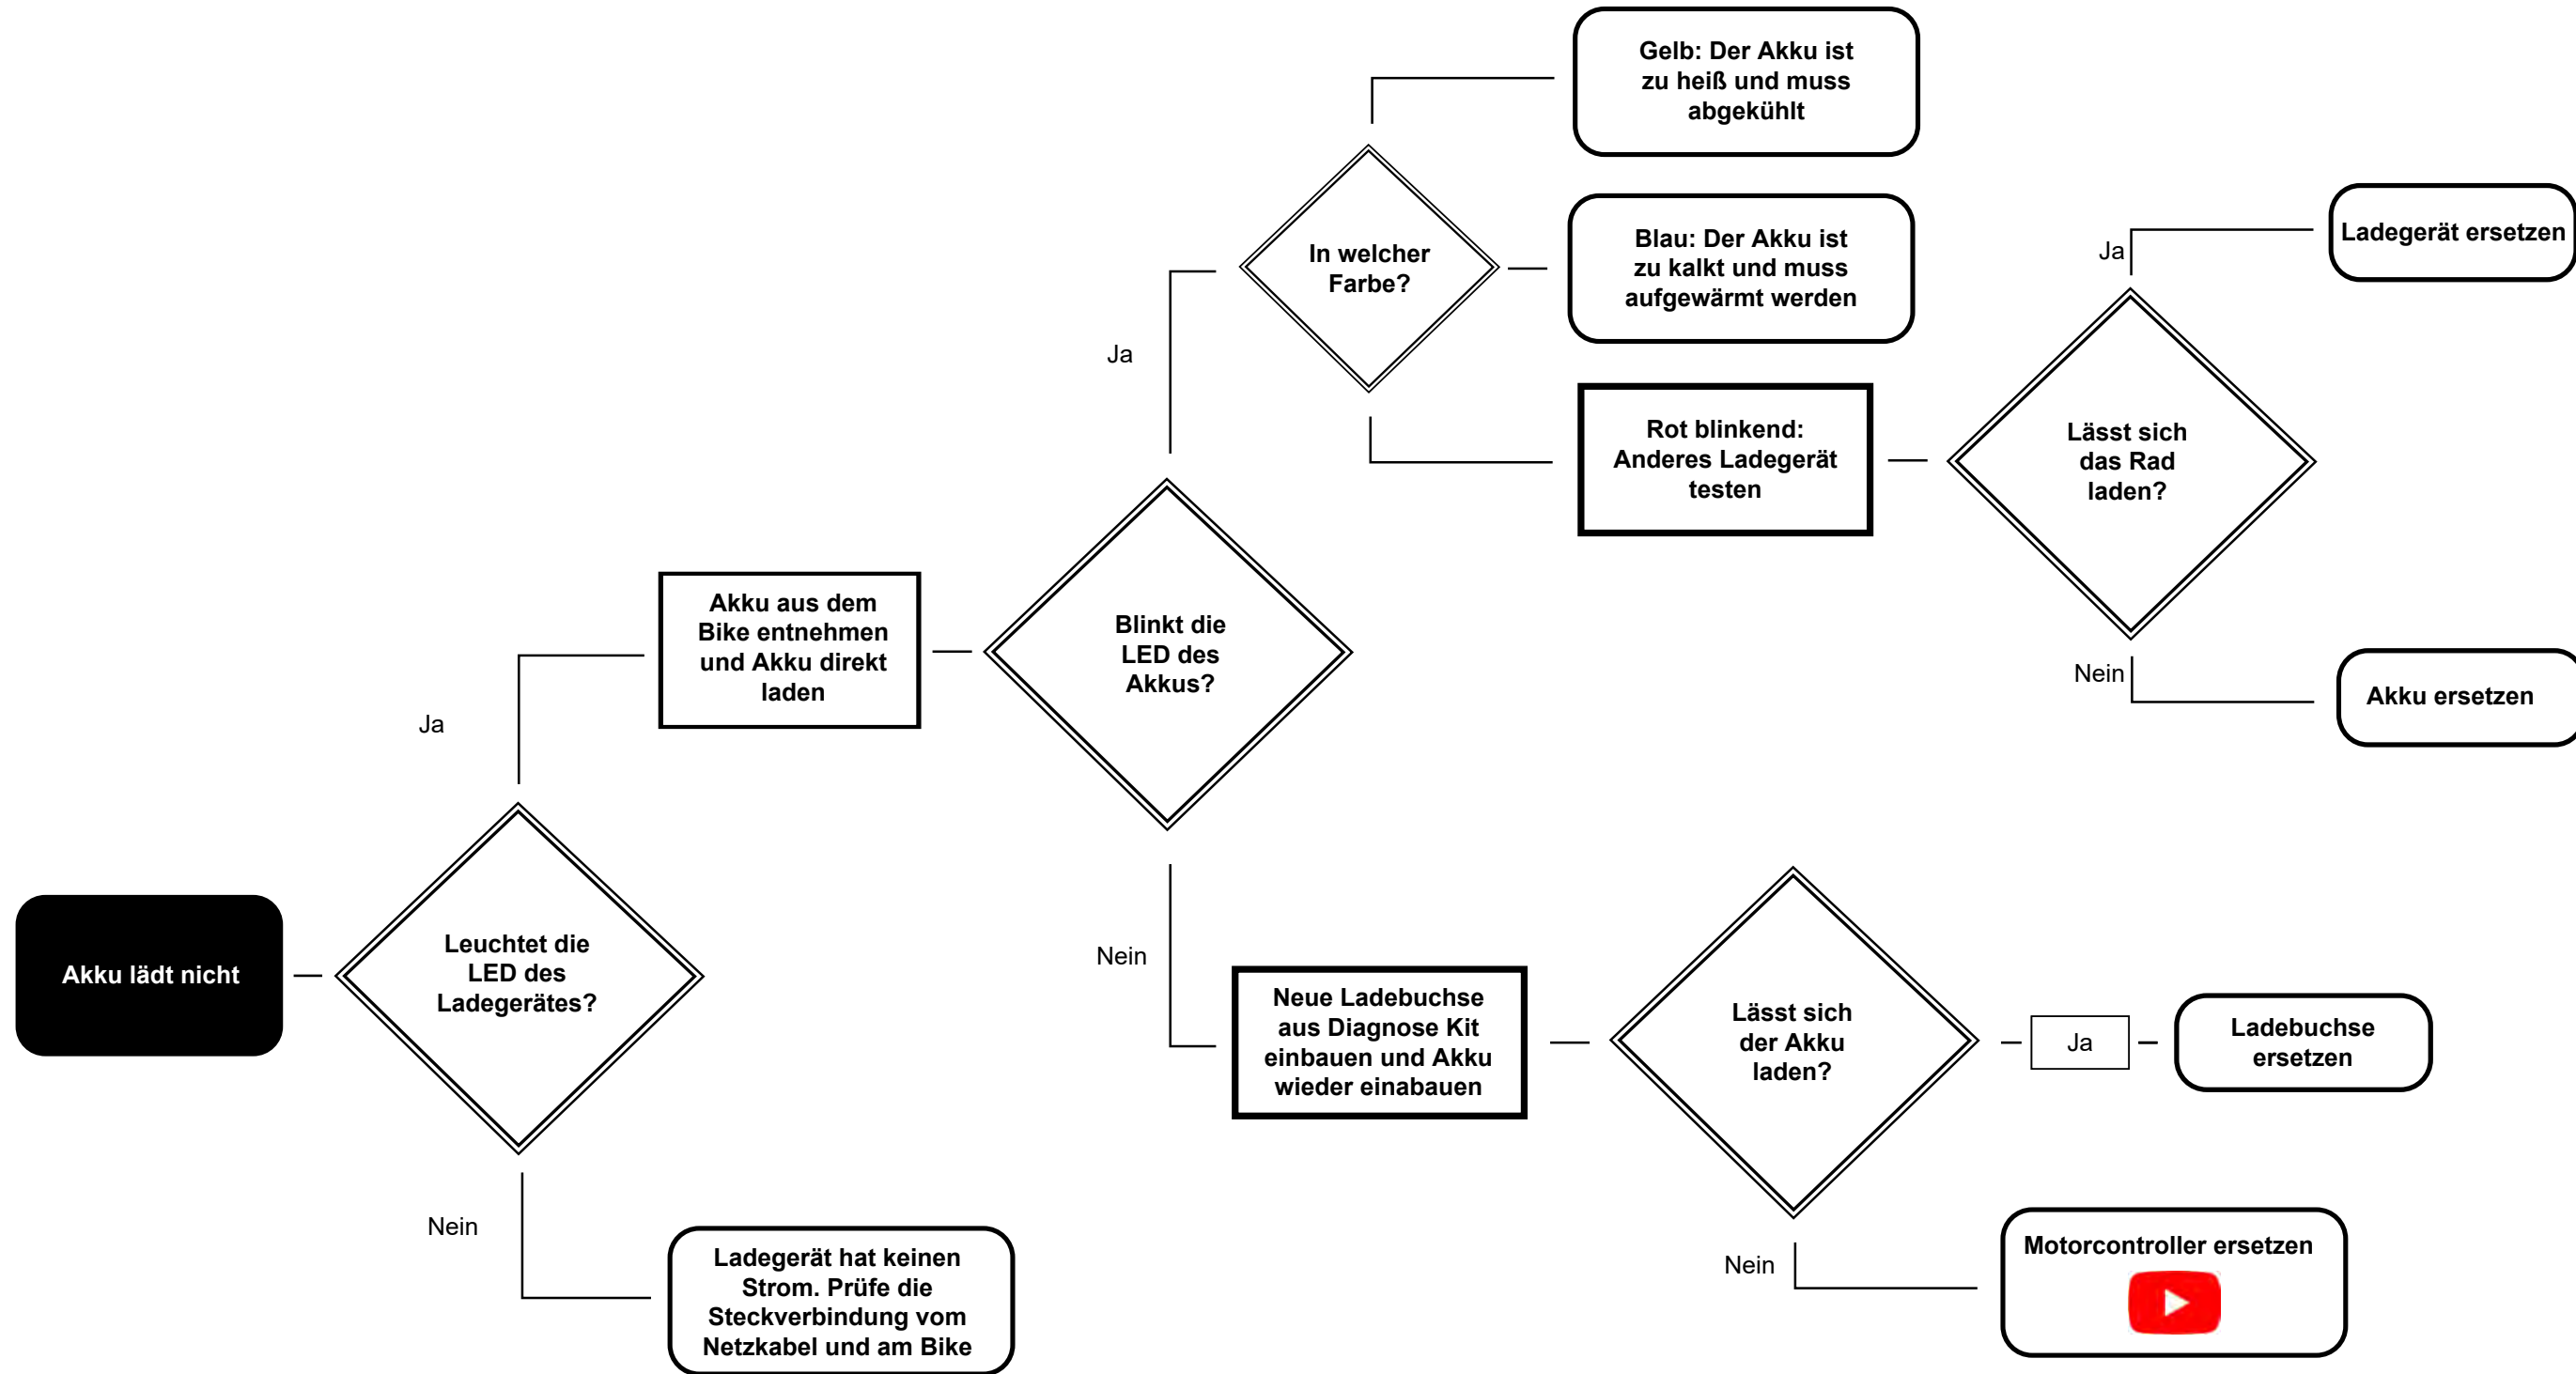 Gelb: Der Akku ist
zu heiß und muss
abgekühlt
Ladegerät ersetzen
Ja
In welcher
Farbe?
Blau: Der Akku ist
zu kalkt und muss
aufgewärmt werden
Ja
Rot blinkend:
Anderes Ladegerät
testen
Lässt sich
das Rad
laden?
Nein
Akku ersetzen
Akku aus dem
Bike entnehmen
und Akku direkt
laden
Blinkt die
LED des
Akkus?
Ja
Akku lädt nicht
Leuchtet die
LED des
Ladegerätes?
Nein
Neue Ladebuchse
aus Diagnose Kit
einbauen und Akku
wieder einabauen
Lässt sich
der Akku
laden?
Ja
Ladebuchse
ersetzen
Nein
Ladegerät hat keinen
Strom. Prüfe die
Steckverbindung vom
Netzkabel und am Bike
Nein
Motorcontroller ersetzen